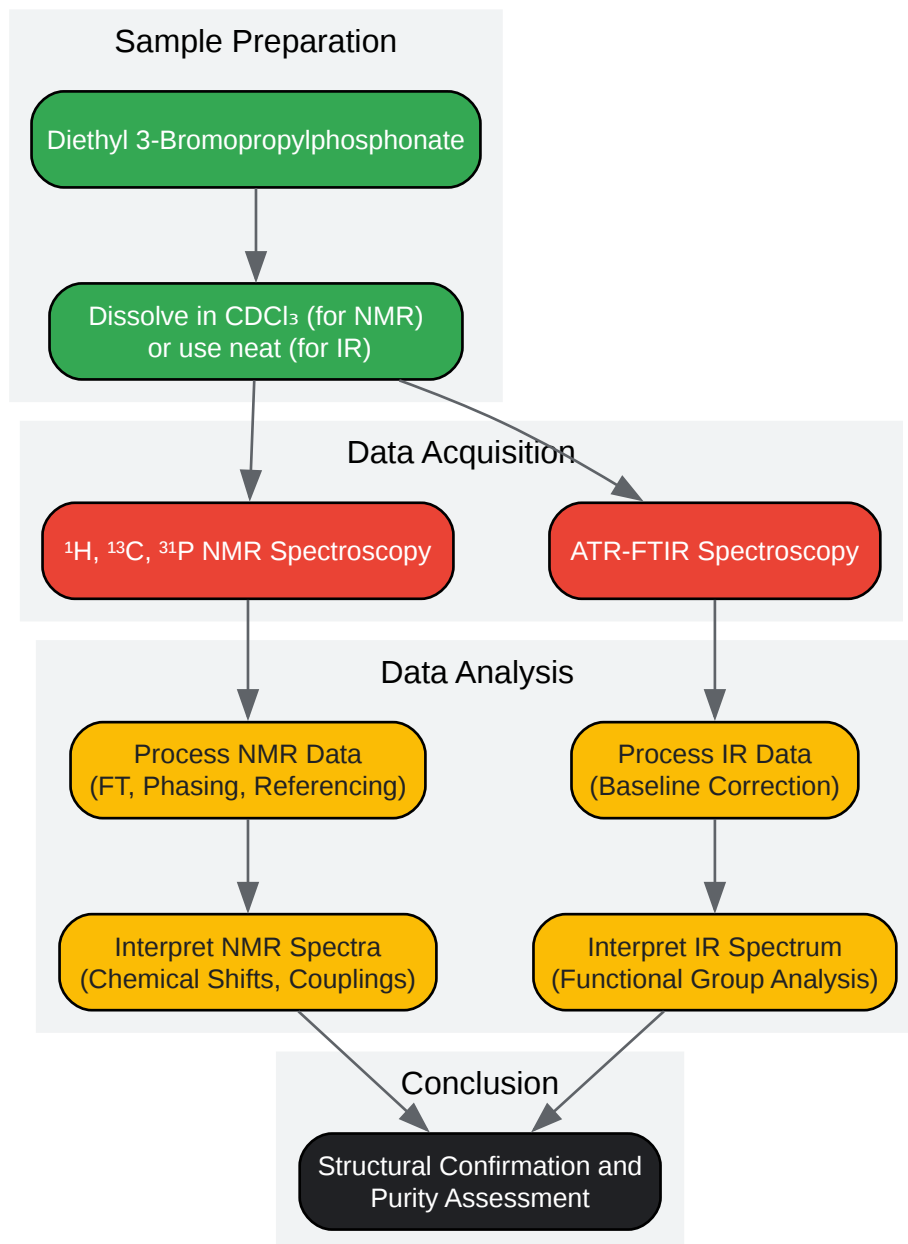 Sample Preparation
Diethyl 3-Bromopropylphosphonate
Dissolve in CDCl₃ (for NMR)
or use neat (for IR)
Data Acquisition
¹H, ¹³C, ³¹P NMR Spectroscopy
ATR-FTIR Spectroscopy
Data Analysis
Process NMR Data
(FT, Phasing, Referencing)
Process IR Data
(Baseline Correction)
Interpret NMR Spectra
(Chemical Shifts, Couplings)
Interpret IR Spectrum
(Functional Group Analysis)
Conclusion
Structural Confirmation and
Purity Assessment